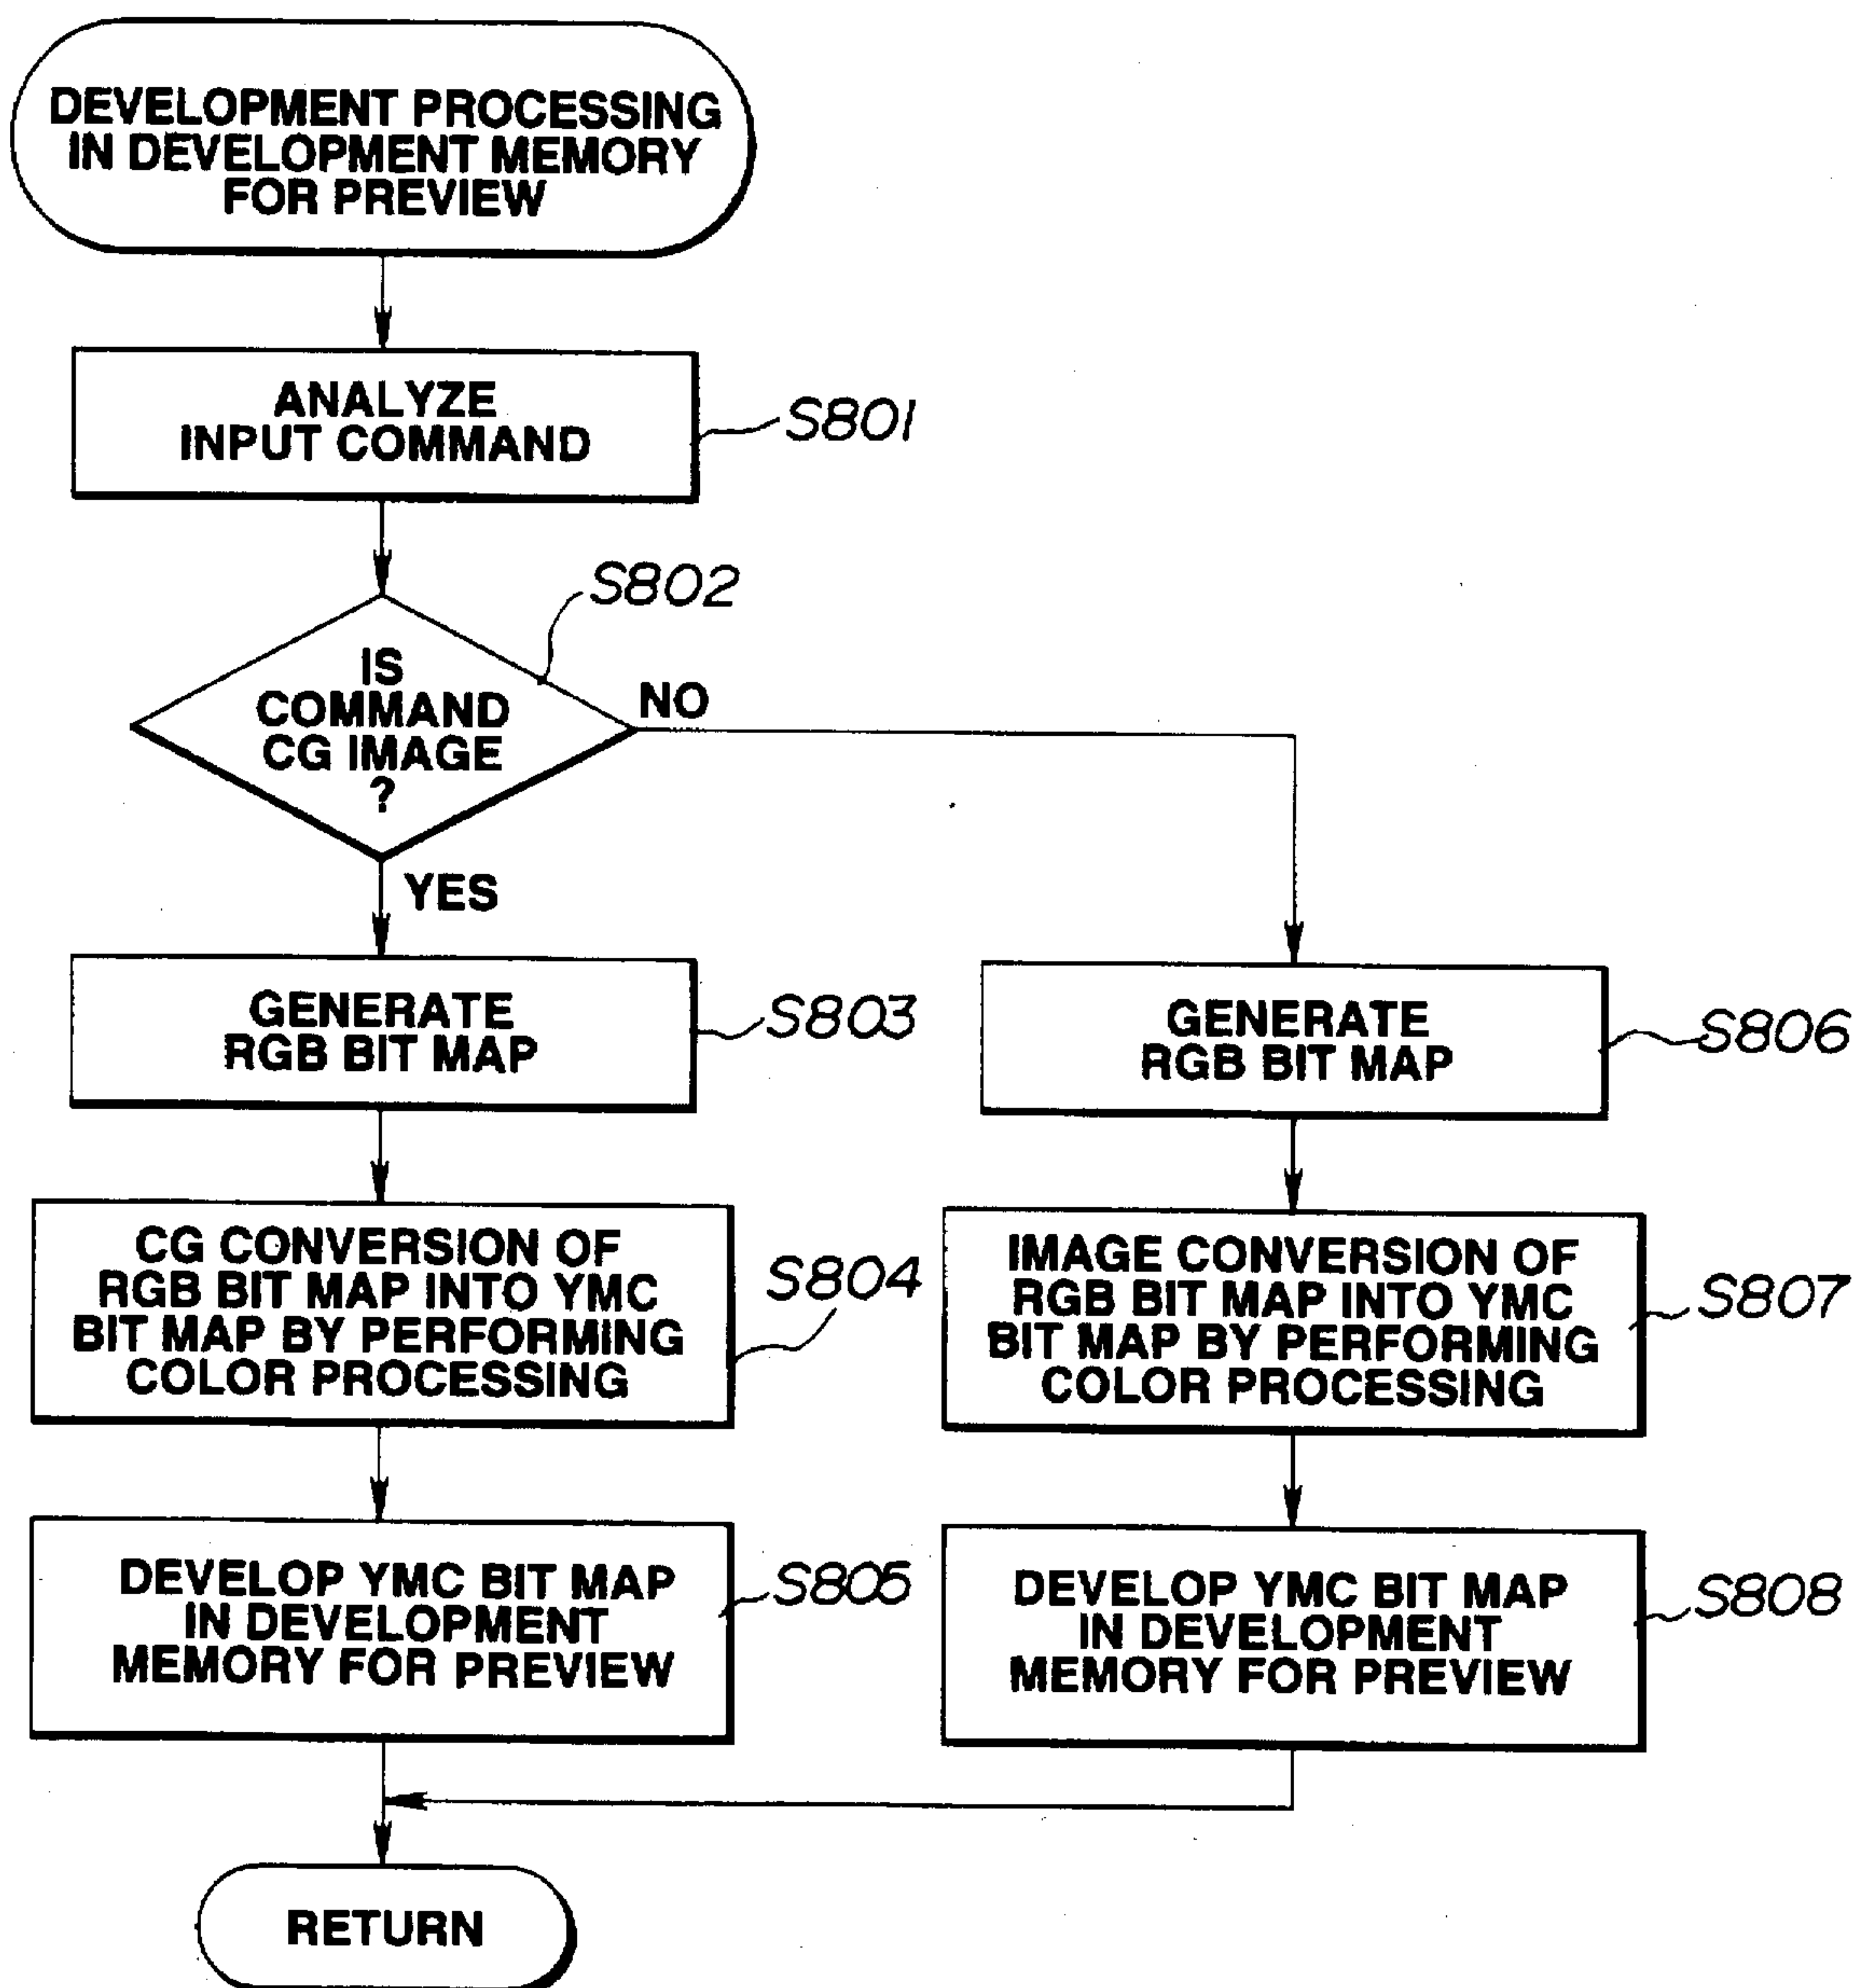 DEVELOPMENT PROCESSING
IN DEVELOPMENT MEMORY
FOR PREVIEW
ANALYZE
INPUT COMMAND
S801
S802
IS
COMMAND
CG IMAGE
?
NO
YES
GENERATE
RGB BIT MAP
S803
CG CONVERSION OF
RGB BIT MAP INTO YMC
BIT MAP BY PERFORMING
COLOR PROCESSING
S804
DEVELOP YMC BIT MAP
IN DEVELOPMENT
MEMORY FOR PREVIEW
S805
GENERATE
RGB BIT MAP
S806
IMAGE CONVERSION OF
RGB BIT MAP INTO YMC
BIT MAP BY PERFORMING
COLOR PROCESSING
S807
DEVELOP YMC BIT MAP
IN DEVELOPMENT
MEMORY FOR PREVIEW
S808
RETURN